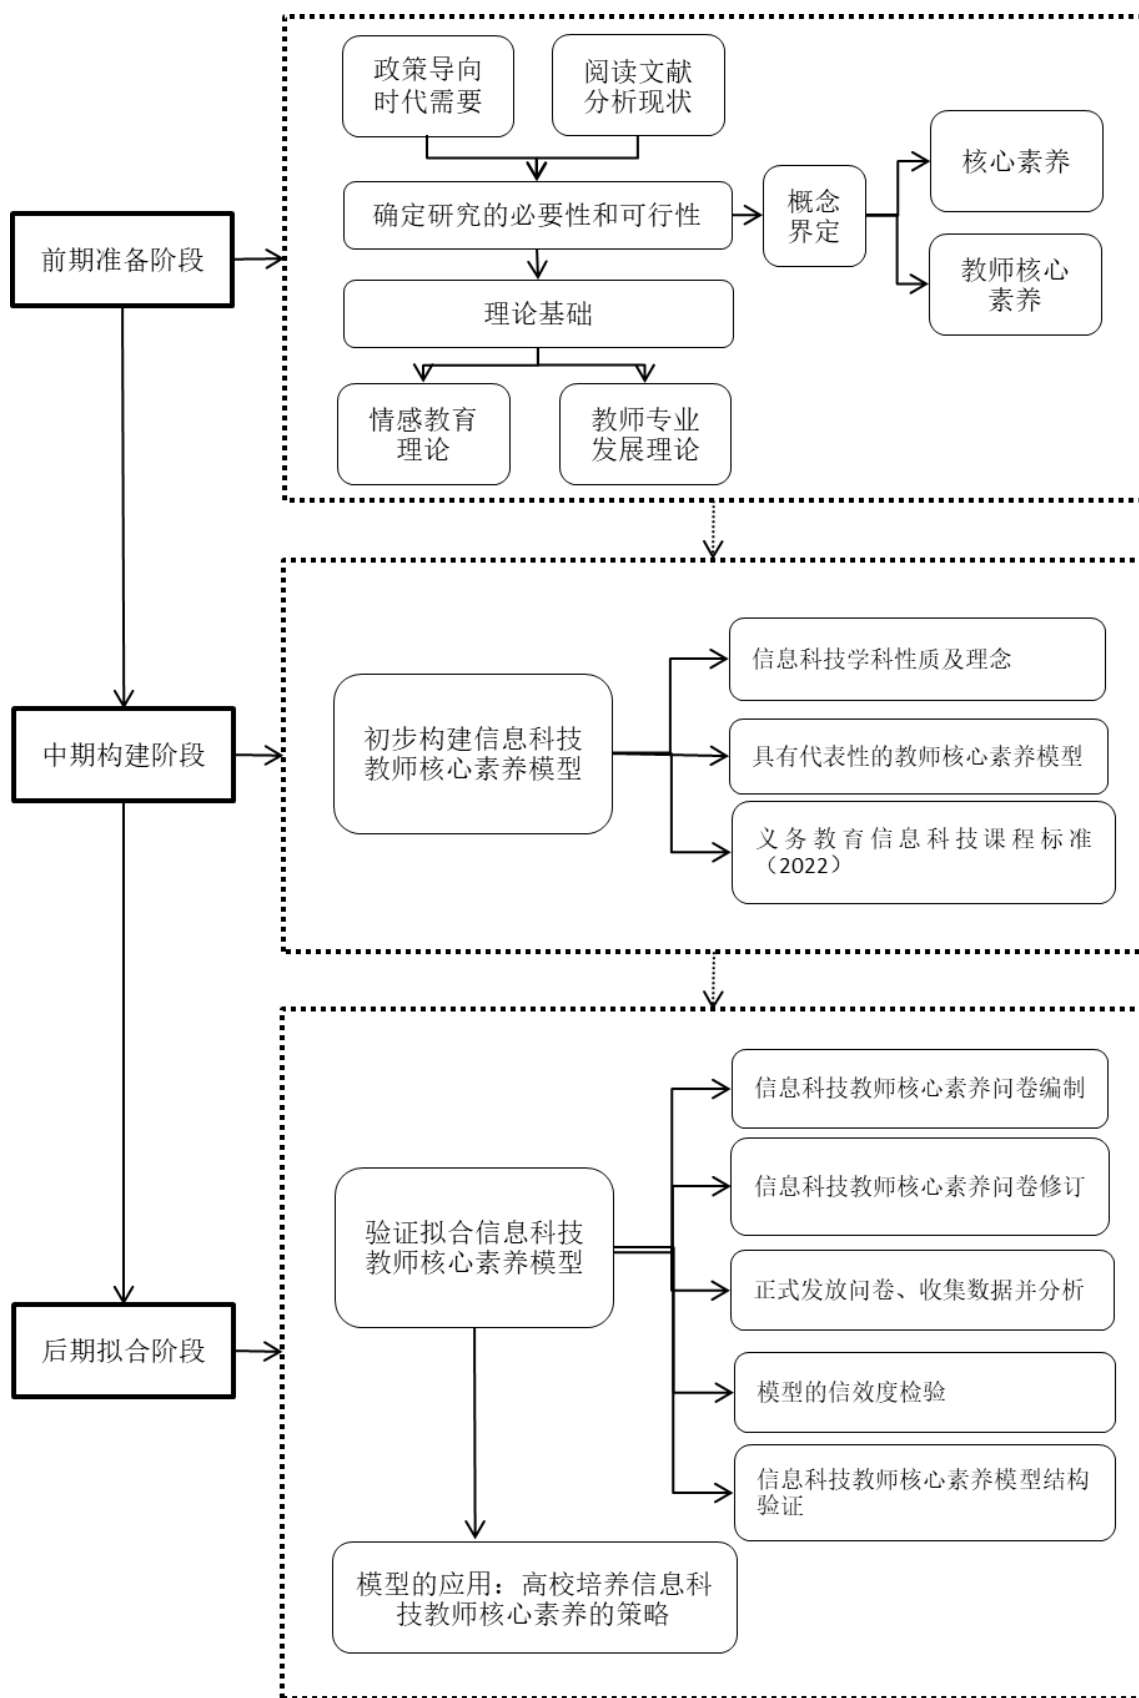 政策导向
时代需要
阅读文献
分析现状
确定研究的必要性和可行性
概念
界定
核心素养
教师核心
素养
前期准备阶段
理论基础
情感教育
理论
教师专业
发展理论
中期构建阶段
初步构建信息科技
教师核心素养模型
信息科技学科性质及理念
具有代表性的教师核心素养模型
义务教育信息科技课程标准
（2022）
后期拟合阶段
验证拟合信息科技
教师核心素养模型
信息科技教师核心素养问卷编制
信息科技教师核心素养问卷修订
正式发放问卷、收集数据并分析
模型的信效度检验
信息科技教师核心素养模型结构
验证
模型的应用：高校培养信息科
技教师核心素养的策略